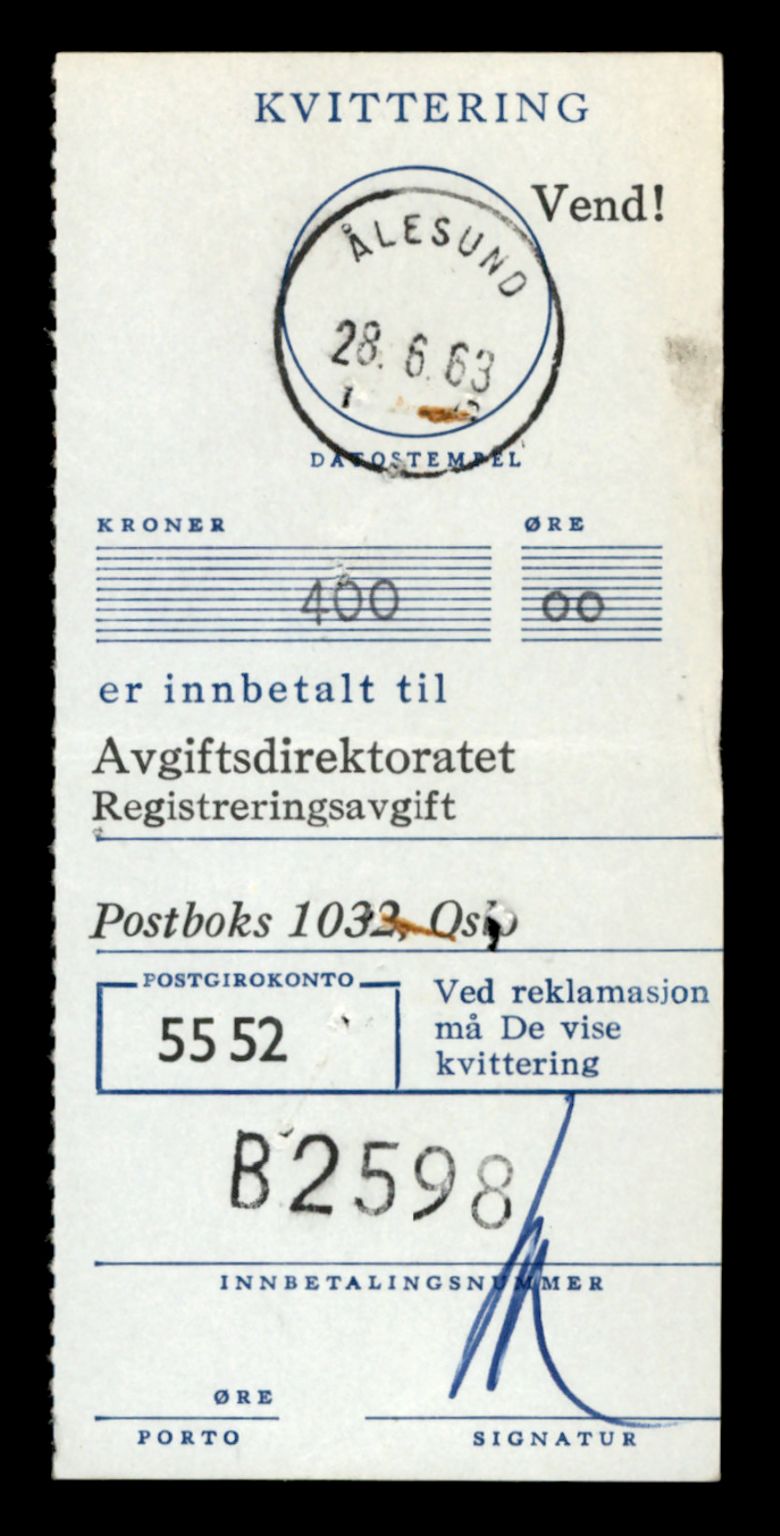 KVITTERING
Vend!
ÅLESUND
28. 6. 63
DATOSTEMPEL
KRONER ØRE
400 00
er innbetalt til
Avgiftsdirektoratet
Registreringsavgift
Postboks 1032, Oslo
POSTGIROKONTO
55 52
Ved reklamasjon
må De vise
kvittering
B2598
INNBETALINGSNUMMER
ØRE
PORTO SIGNATUR